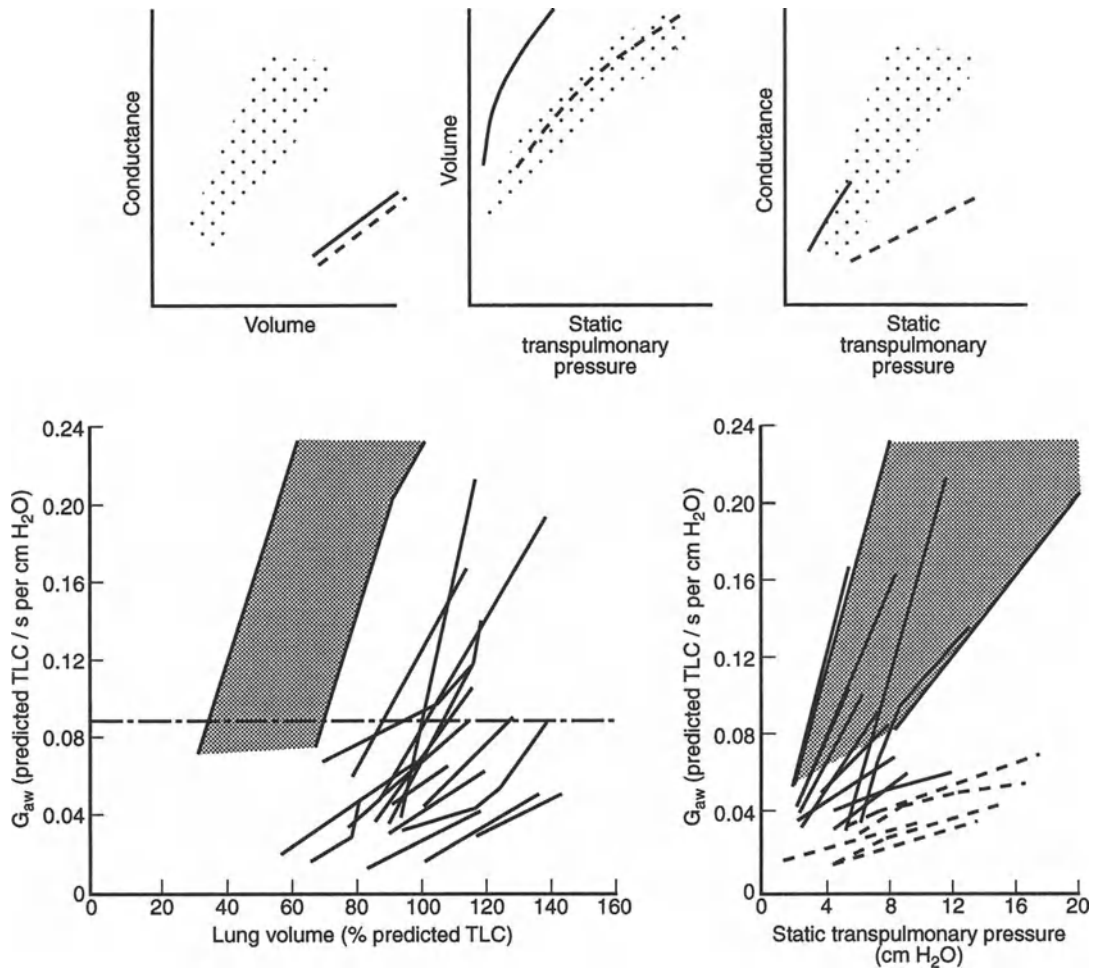 Conductance
Volume
Volume
Static
transpulmonary
pressure
Conductance
Static
transpulmonary
pressure
G_aw (predicted TLC / s per cm H₂O)
0.24
0.20
0.16
0.12
0.08
0.04
0
0 20 40 60 80 100 120 140 160
Lung volume (% predicted TLC)
G_aw (predicted TLC / s per cm H₂O)
0.24
0.20
0.16
0.12
0.08
0.04
0
0 4 8 12 16 20
Static transpulmonary pressure
(cm H₂O)